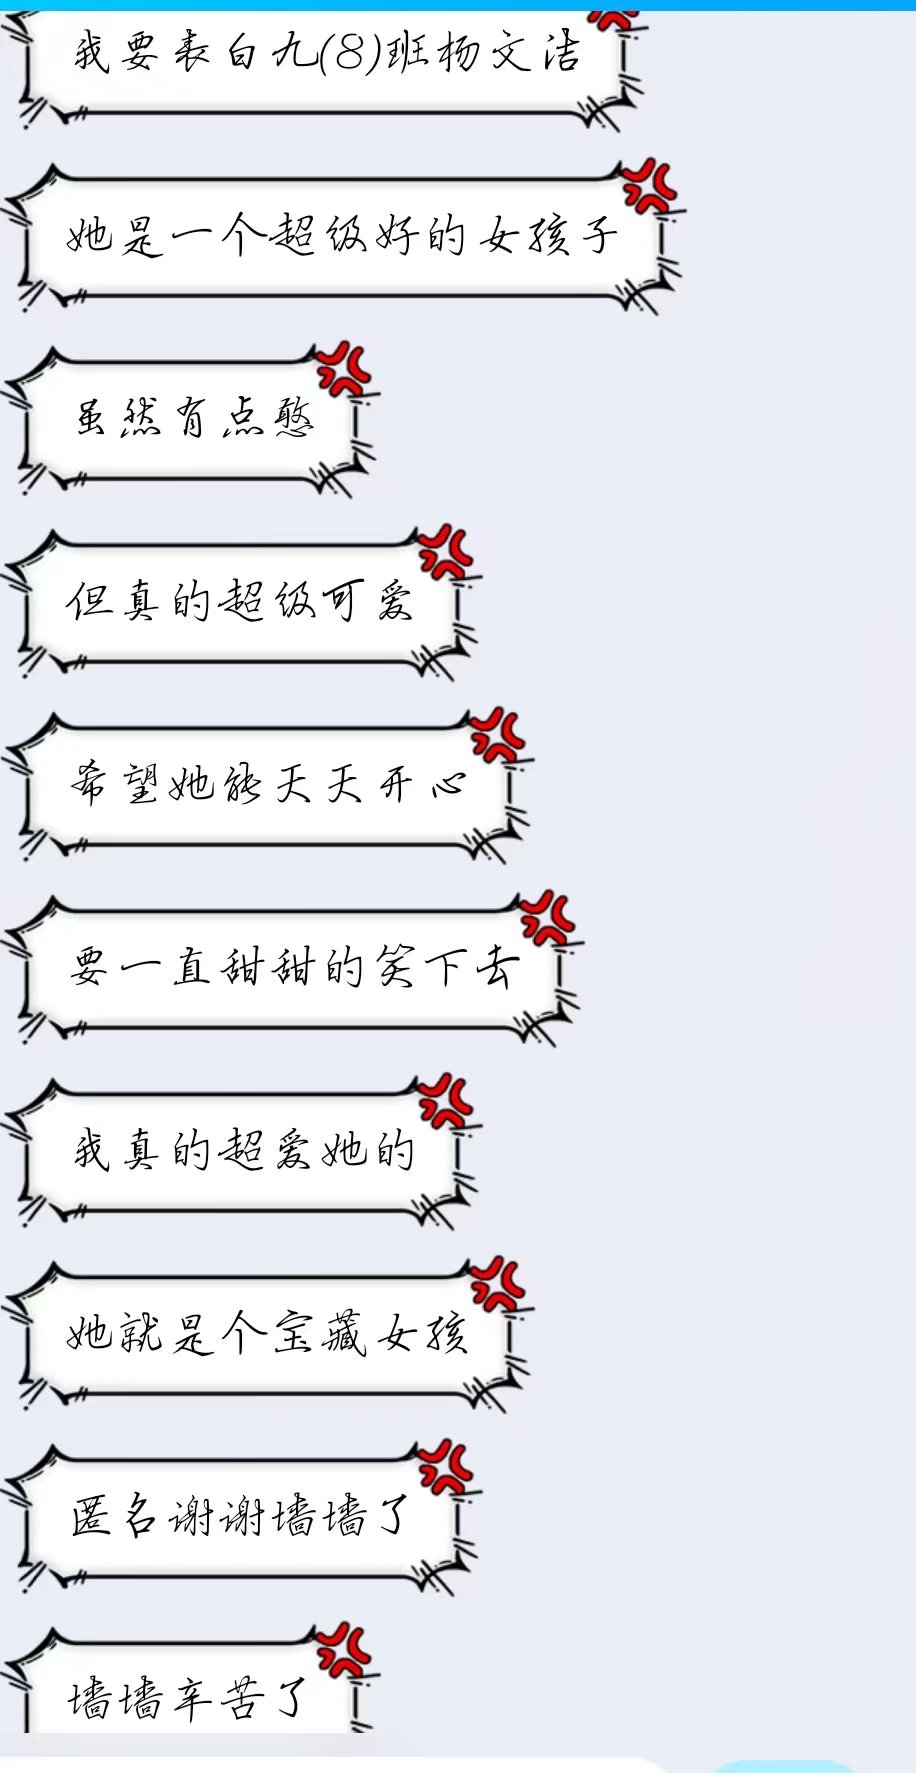 我要表白九(8)班杨文洁
她是一个超级好的女孩子
虽然有点憨
但真的超级可爱
希望她能天天开心
要一直甜甜的笑下去
我真的超爱她的
她就是个宝藏女孩
匿名谢谢墙墙了
墙墙辛苦了